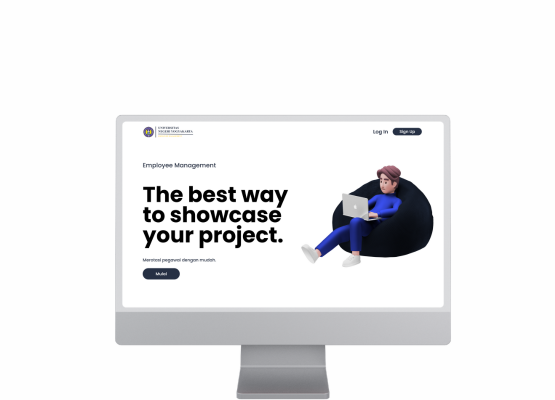 UNIVERSITAS
NEGERI YOGYAKARTA
Log In
Sign Up
Employee Management
The best way
to showcase
your project.
Merotasi pegawai dengan mudah.
Mulai